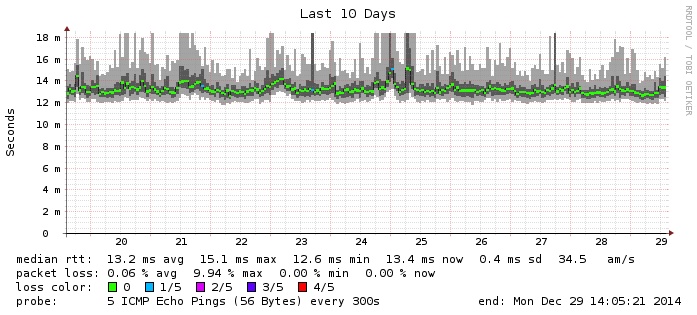 Last 10 Days
RRDTOOL / TOBI OETIKER
Seconds
18 m
16 m
14 m
12 m
10 m
8 m
6 m
4 m
2 m
0
20 21 22 23 24 25 26 27 28 29
median rtt: 13.2 ms avg 15.1 ms max 12.6 ms min 13.4 ms now 0.4 ms sd 34.5 am/s
packet loss: 0.06 % avg 9.94 % max 0.00 % min 0.00 % now
loss color: 0 1/5 2/5 3/5 4/5
probe: 5 ICMP Echo Pings (56 Bytes) every 300s end: Mon Dec 29 14:05:21 2014